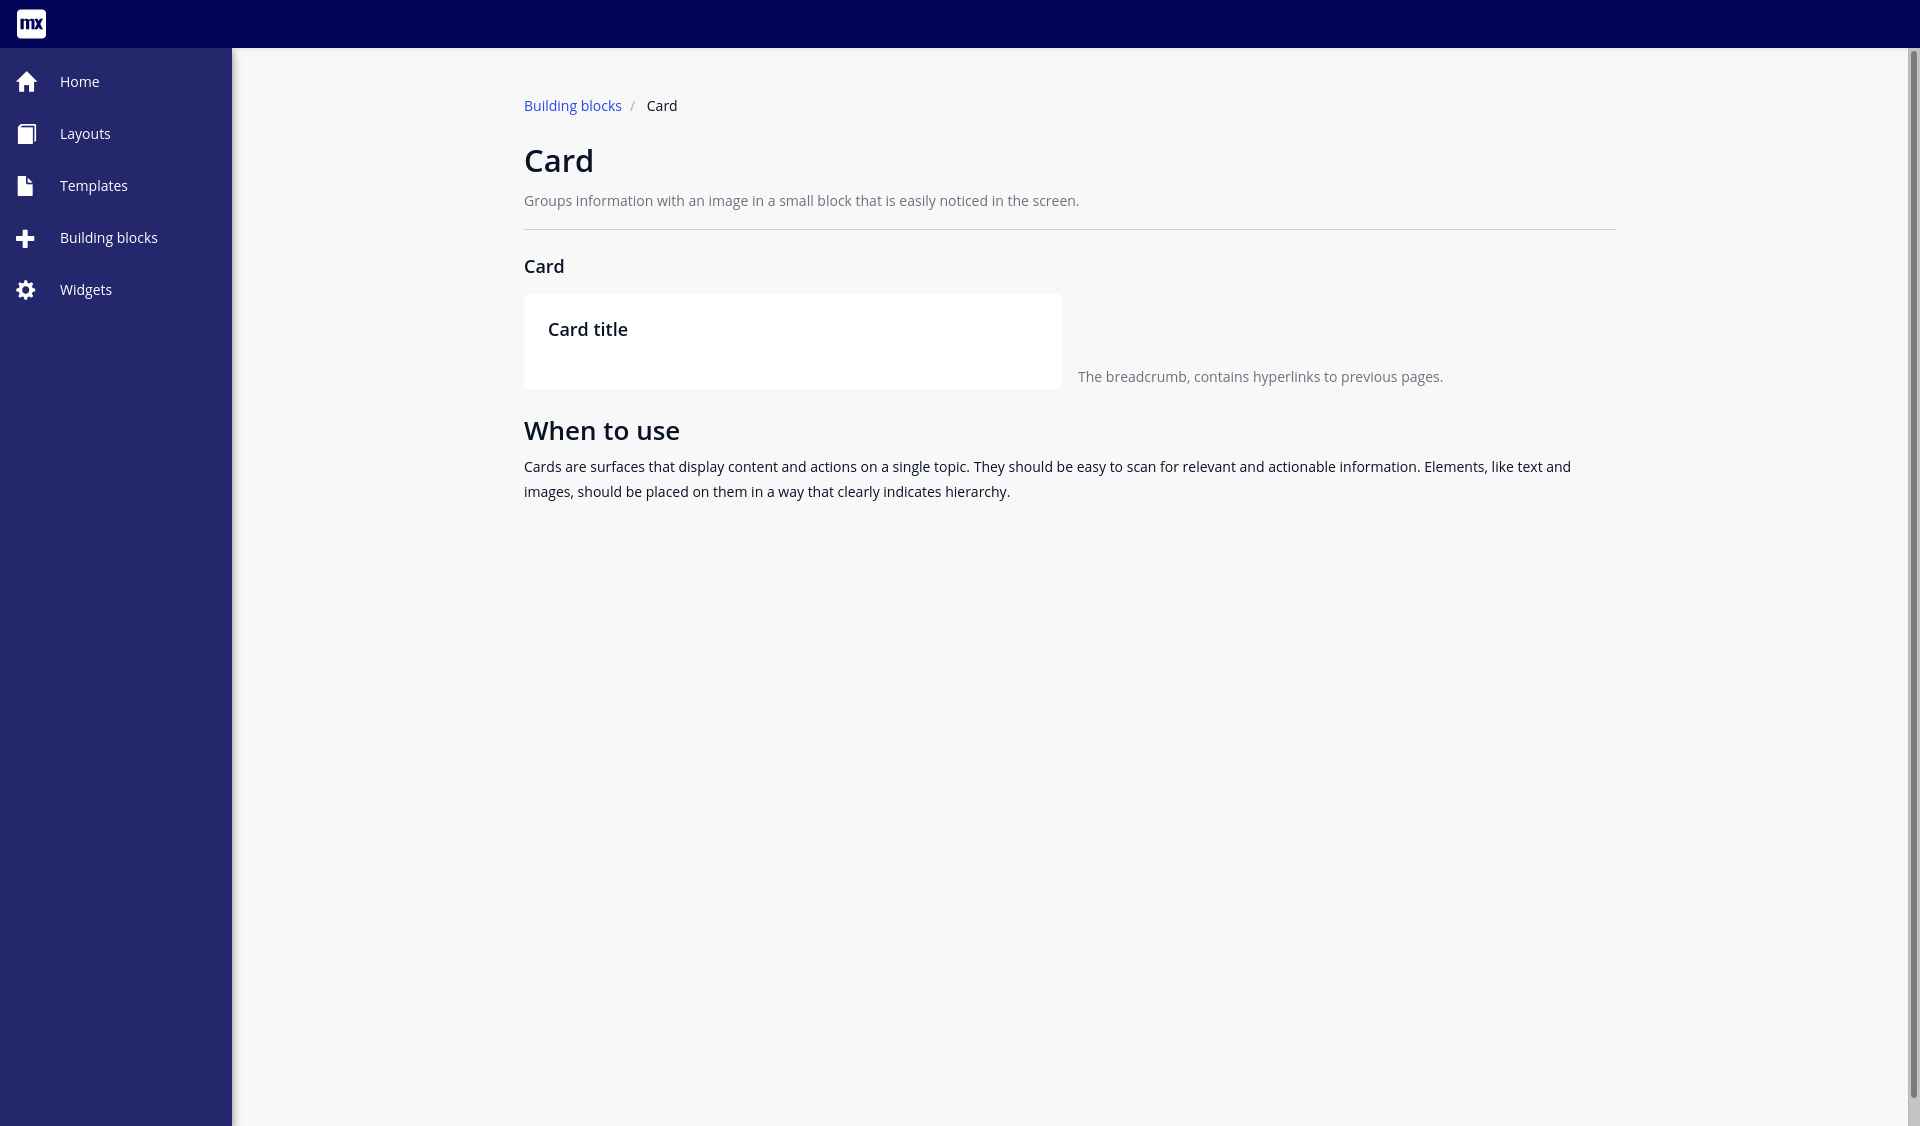 mx
Home
Layouts
Templates
Building blocks
Widgets
Building blocks / Card
Card
Groups information with an image in a small block that is easily noticed in the screen.
Card
Card title
The breadcrumb, contains hyperlinks to previous pages.
When to use
Cards are surfaces that display content and actions on a single topic. They should be easy to scan for relevant and actionable information. Elements, like text and
images, should be placed on them in a way that clearly indicates hierarchy.